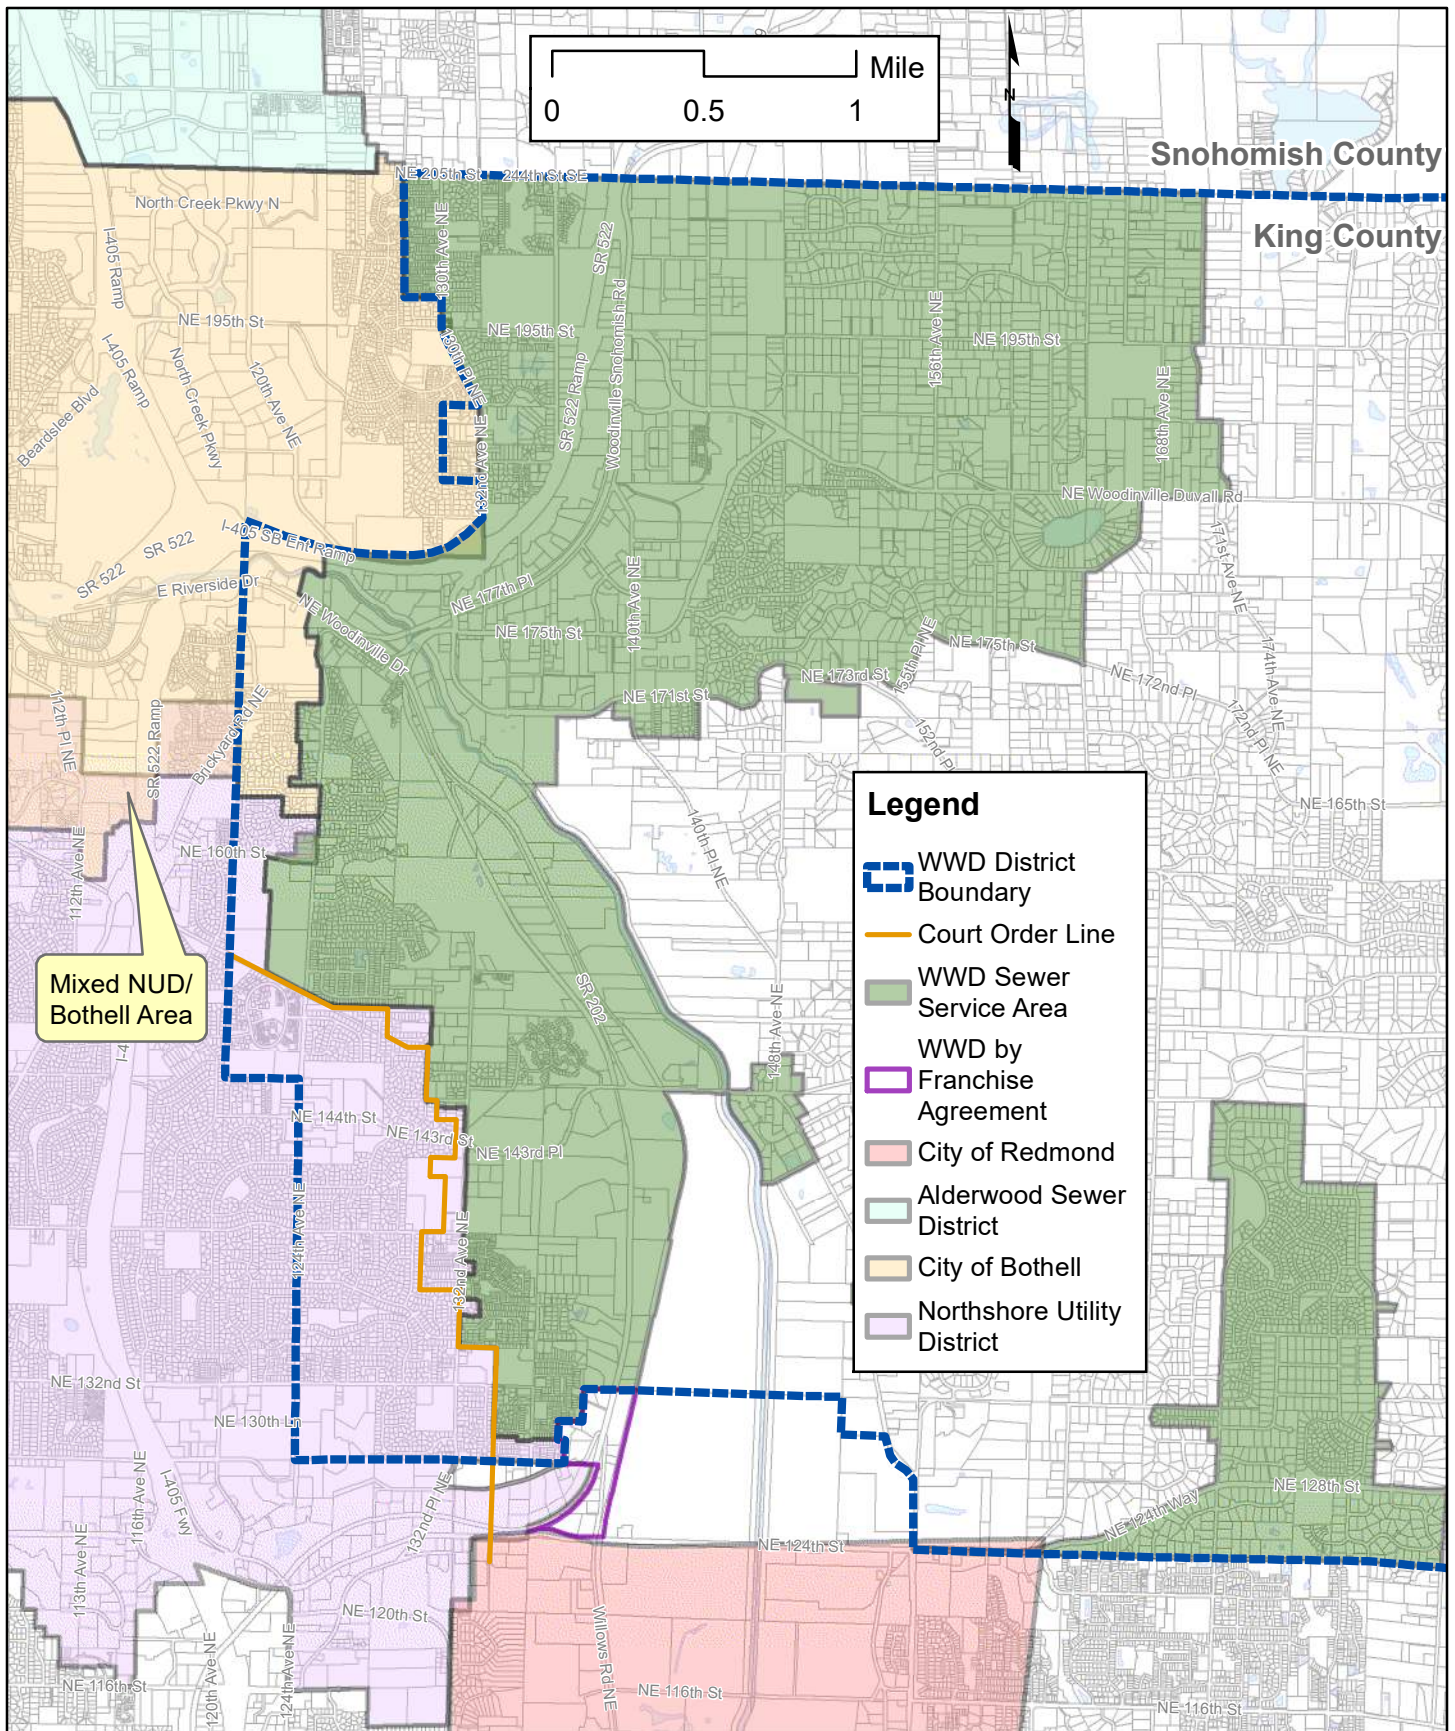 Mile
0
0.5
1
N
Snohomish County
King County
NE 205th St
244th St SE
North Creek Pkwy N
I-405 Ramp
130th Ave NE
SR 522
Woodinville Snohomish Rd
NE 195th St
NE 195th St
NE 195th St
156th Ave NE
130th Pl NE
I-405 Ramp
North Creek Pkwy
120th Ave NE
Beardslee Blvd
SR 522 Ramp
168th Ave NE
132nd Ave NE
NE Woodinville Duvall Rd
I-405 SB Ent Ramp
SR 522
SR 522
E Riverside Dr
171st Ave NE
NE 177th Pl
140th Ave NE
NE Woodinville Dr
NE 175th St
155th Pl NE
NE 175th St
174th Ave NE
NE 173rd St
NE 172nd Pl
NE 171st St
112th Pl NE
SR 522 Ramp
Brickyard Rd NE
152nd Pl
172nd Pl NE
NE 165th St
140th Pl NE
112th Ave NE
NE 160th St
Mixed NUD/
Bothell Area
I-4
SR 202
148th Ave NE
NE 144th St
NE 143rd St
NE 143rd Pl
124th Ave NE
132nd Ave NE
NE 132nd St
NE 130th Ln
116th Ave NE
I-405 Fwy
132nd Pl NE
NE 128th St
NE 124th Way
NE 124th St
113th Ave NE
NE 120th St
Willows Rd NE
120th Ave NE
124th Ave NE
NE 116th St
NE 116th St
NE 116th St
Legend
WWD District
Boundary
Court Order Line
WWD Sewer
Service Area
WWD by
Franchise
Agreement
City of Redmond
Alderwood Sewer
District
City of Bothell
Northshore Utility
District